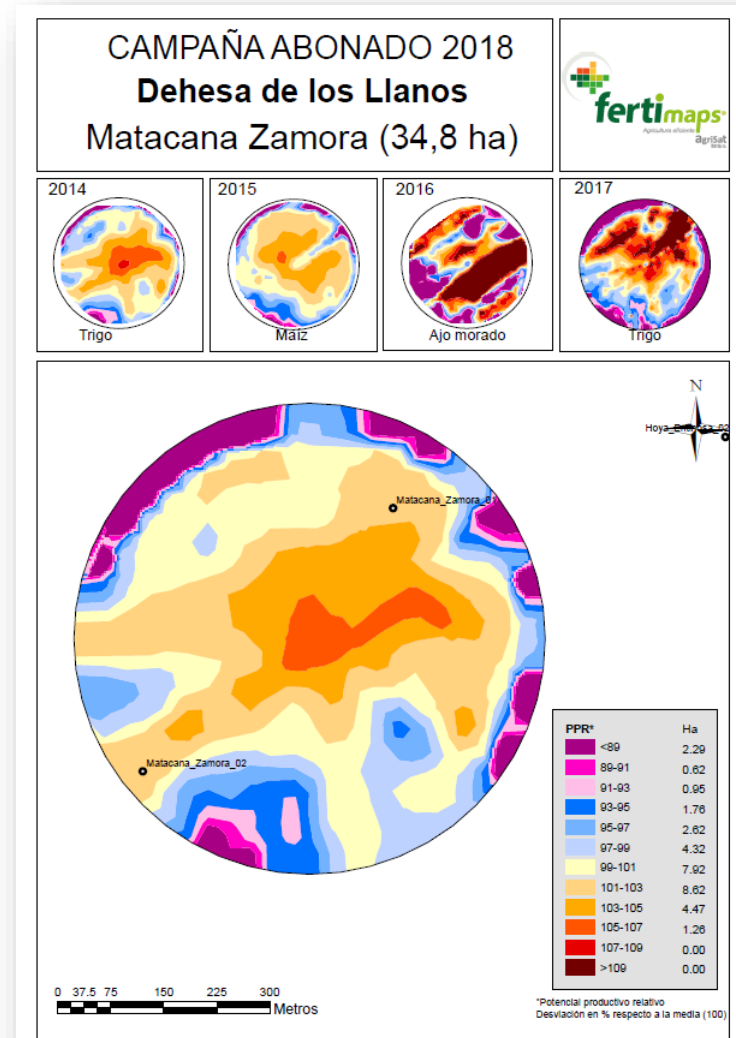 CAMPAÑA ABONADO 2018
Dehesa de los Llanos
Matacana Zamora (34,8 ha)
fertimaps
Agricultura eficiente
agriSat
2014
Trigo
2015
Maíz
2016
Ajo morado
2017
Trigo
N
Matacana_Zamora_01
Matacana_Zamora_02
PPR* Ha
<89 2.29
89-91 0.62
91-93 0.95
93-95 1.76
95-97 2.62
97-99 4.32
99-101 7.92
101-103 8.62
103-105 4.47
105-107 1.26
107-109 0.00
>109 0.00
0 37.5 75 150 225 300 Metros
*Potencial productivo relativo
Desviación en % respecto a la media (100)